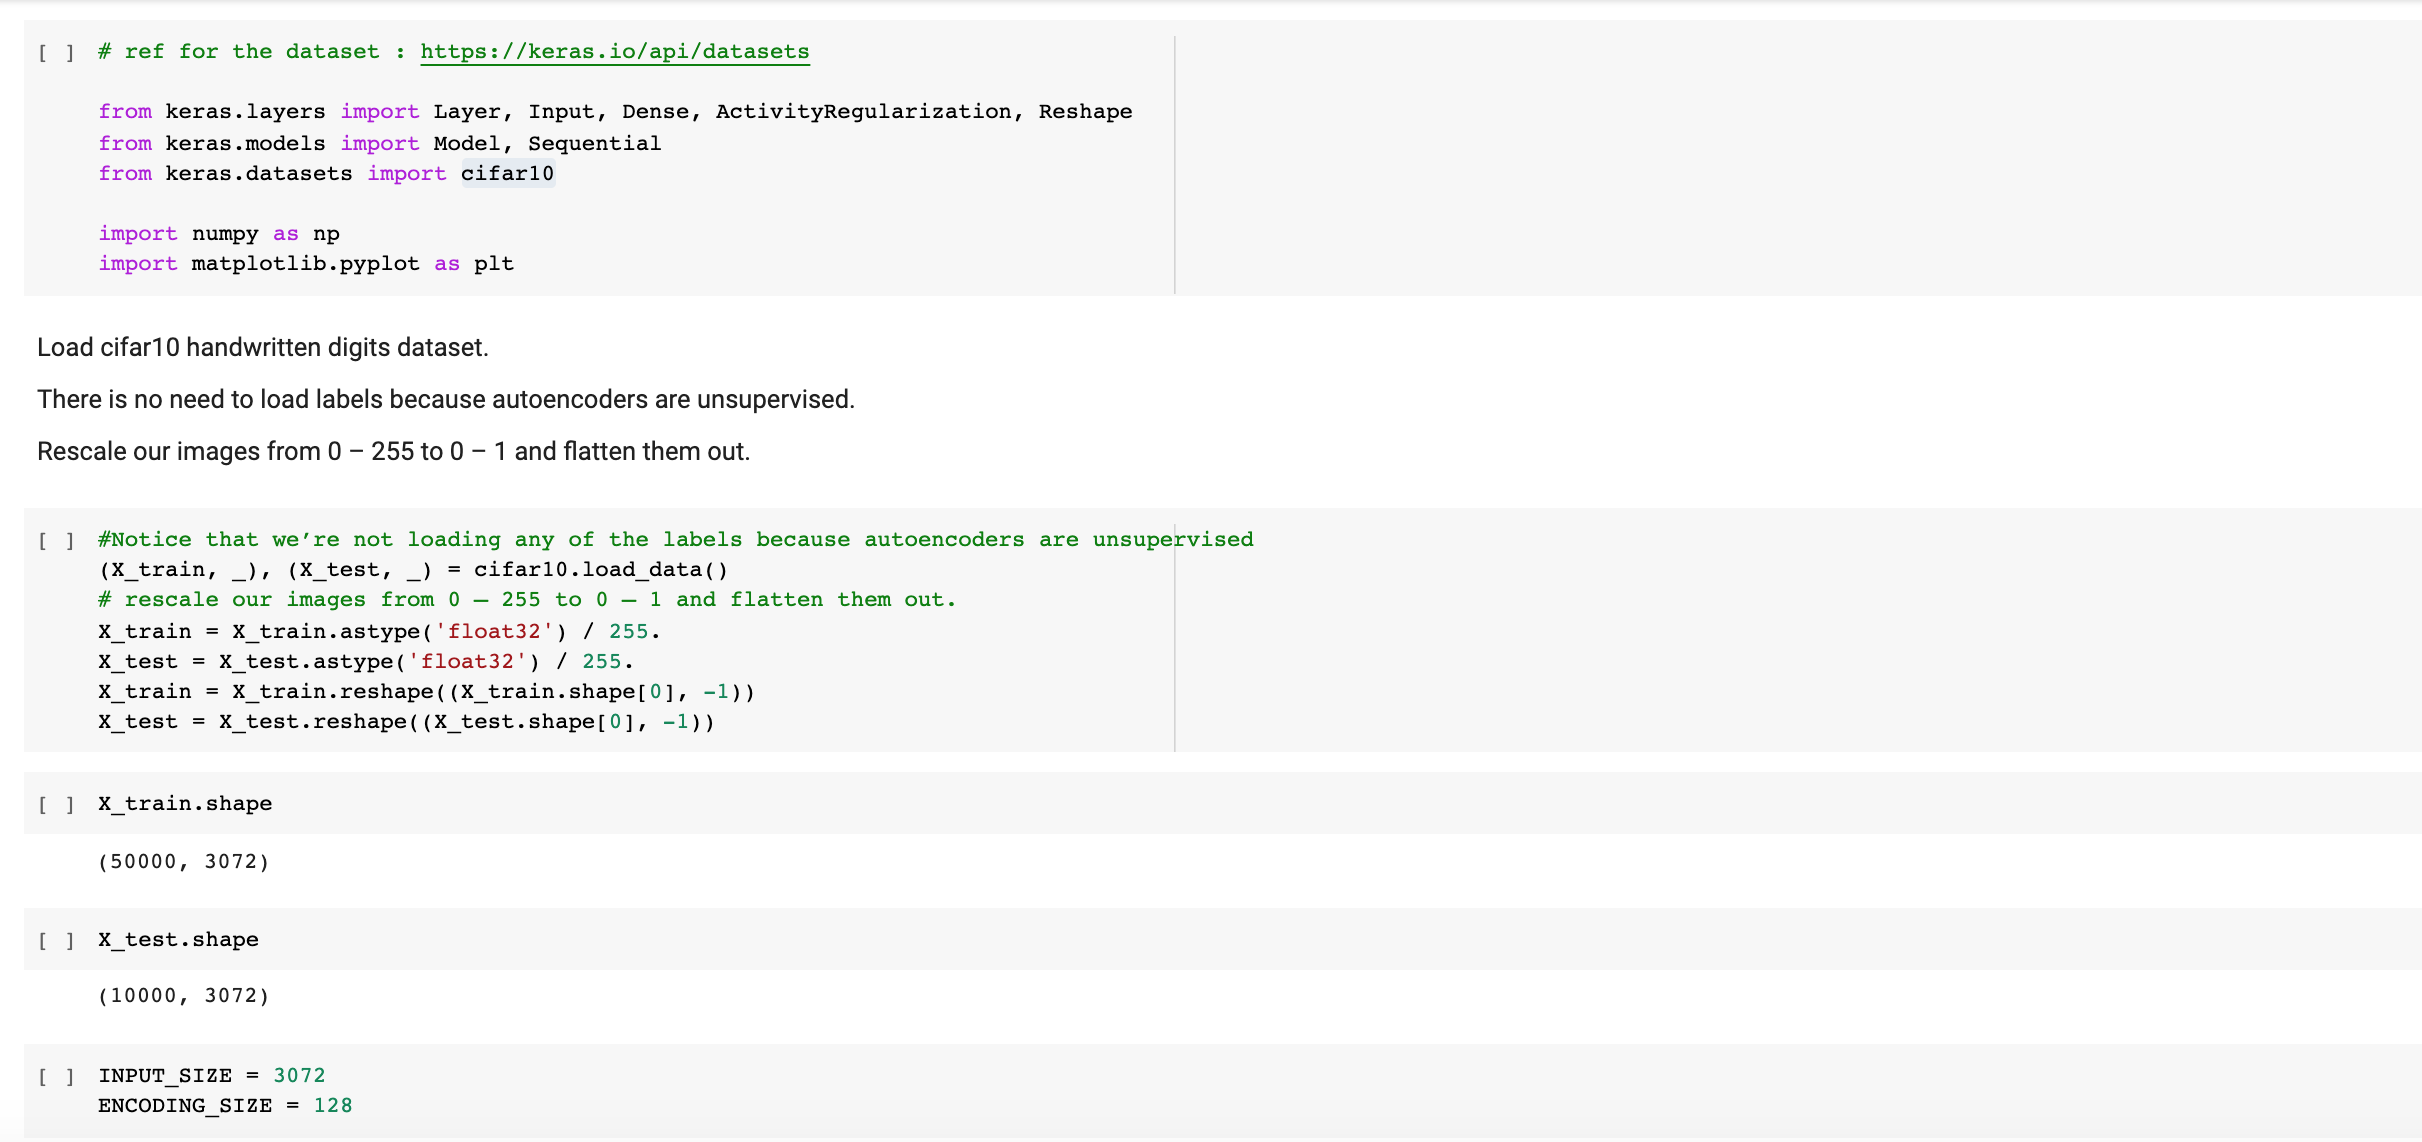 [ ] # ref for the dataset : https://keras.io/api/datasets
from keras.layers import Layer, Input, Dense, ActivityRegularization, Reshape
from keras.models import Model, Sequential
from keras.datasets import cifar10
import numpy as np
import matplotlib.pyplot as plt
Load cifar10 handwritten digits dataset.
There is no need to load labels because autoencoders are unsupervised.
Rescale our images from 0 – 255 to 0 – 1 and flatten them out.
[ ] #Notice that we’re not loading any of the labels because autoencoders are unsupervised
(X_train, _), (X_test, _) = cifar10.load_data()
# rescale our images from 0 – 255 to 0 – 1 and flatten them out.
X_train = X_train.astype('float32') / 255.
X_test = X_test.astype('float32') / 255.
X_train = X_train.reshape((X_train.shape[0], -1))
X_test = X_test.reshape((X_test.shape[0], -1))
[ ] X_train.shape
(50000, 3072)
[ ] X_test.shape
(10000, 3072)
[ ] INPUT_SIZE = 3072
ENCODING_SIZE = 128